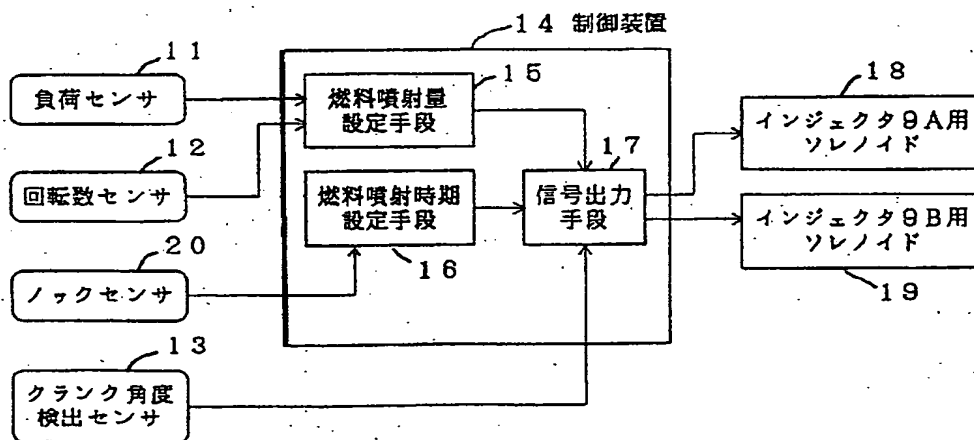 14 制御装置
11
負荷センサ
12
回転数センサ
20
ノックセンサ
13
クランク角度
検出センサ
15
燃料噴射量
設定手段
燃料噴射時期
設定手段
16
17
信号出力
手段
18
インジェクタ9A用
ソレノイド
インジェクタ9B用
ソレノイド
19